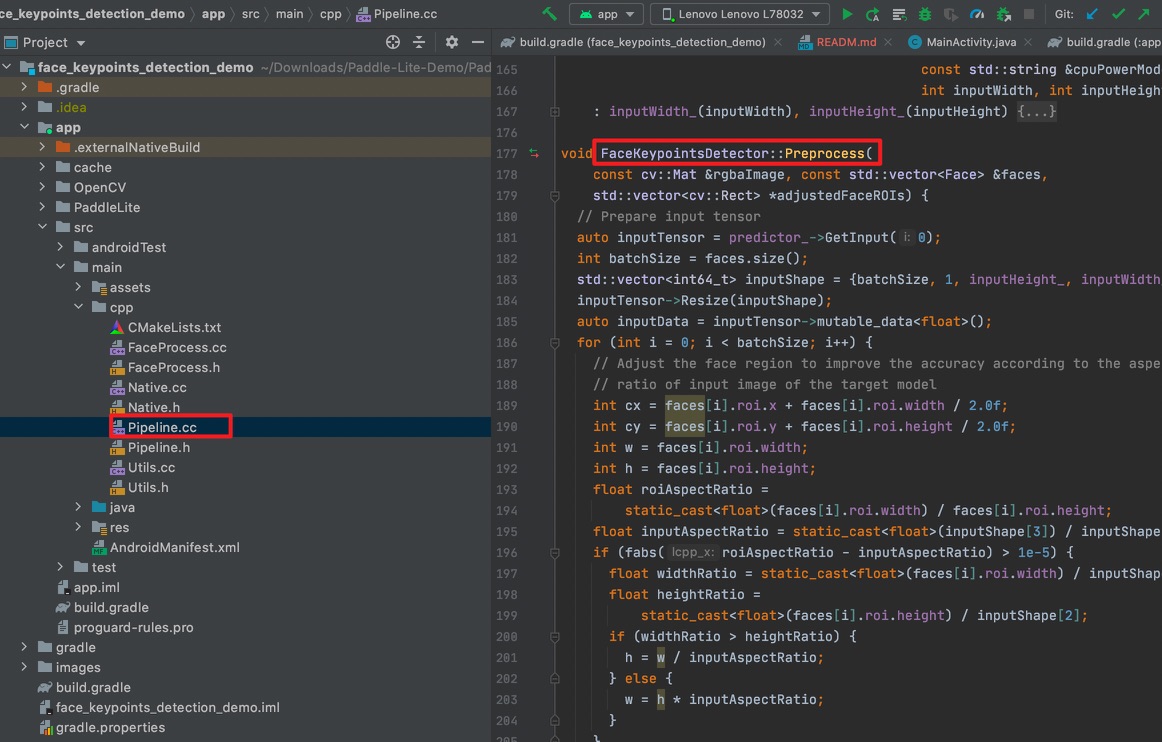 ce_keypoints_detection_demo app src main cpp Pipeline.cc app Lenovo Lenovo L78032 Git:
Project
build.gradle (face_keypoints_detection_demo) READM.md MainActivity.java build.gradle (:app
face_keypoints_detection_demo ~/Downloads/Paddle-Lite-Demo/Pad
.gradle
.idea
app
.externalNativeBuild
cache
OpenCV
PaddleLite
src
androidTest
main
assets
cpp
CMakeLists.txt
FaceProcess.cc
FaceProcess.h
Native.cc
Native.h
Pipeline.cc
Pipeline.h
Utils.cc
Utils.h
java
res
AndroidManifest.xml
test
app.iml
build.gradle
proguard-rules.pro
gradle
images
build.gradle
face_keypoints_detection_demo.iml
gradle.properties
165 const std::string &cpuPowerMod
166 int inputWidth, int inputHeigh
167 : inputWidth_(inputWidth), inputHeight_(inputHeight) {...}
176
177 void FaceKeypointsDetector::Preprocess(
178 const cv::Mat &rgbaImage, const std::vector<Face> &faces,
179 std::vector<cv::Rect> *adjustedFaceROIs) {
180 // Prepare input tensor
181 auto inputTensor = predictor_->GetInput( i: 0);
182 int batchSize = faces.size();
183 std::vector<int64_t> inputShape = {batchSize, 1, inputHeight_, inputWidth
184 inputTensor->Resize(inputShape);
185 auto inputData = inputTensor->mutable_data<float>();
186 for (int i = 0; i < batchSize; i++) {
187 // Adjust the face region to improve the accuracy according to the aspe
188 // ratio of input image of the target model
189 int cx = faces[i].roi.x + faces[i].roi.width / 2.0f;
190 int cy = faces[i].roi.y + faces[i].roi.height / 2.0f;
191 int w = faces[i].roi.width;
192 int h = faces[i].roi.height;
193 float roiAspectRatio =
194 static_cast<float>(faces[i].roi.width) / faces[i].roi.height;
195 float inputAspectRatio = static_cast<float>(inputShape[3]) / inputShape
196 if (fabs( lcpp_x: roiAspectRatio - inputAspectRatio) > 1e-5) {
197 float widthRatio = static_cast<float>(faces[i].roi.width) / inputShap
198 float heightRatio =
199 static_cast<float>(faces[i].roi.height) / inputShape[2];
200 if (widthRatio > heightRatio) {
201 h = w / inputAspectRatio;
202 } else {
203 w = h * inputAspectRatio;
204 }
205 }